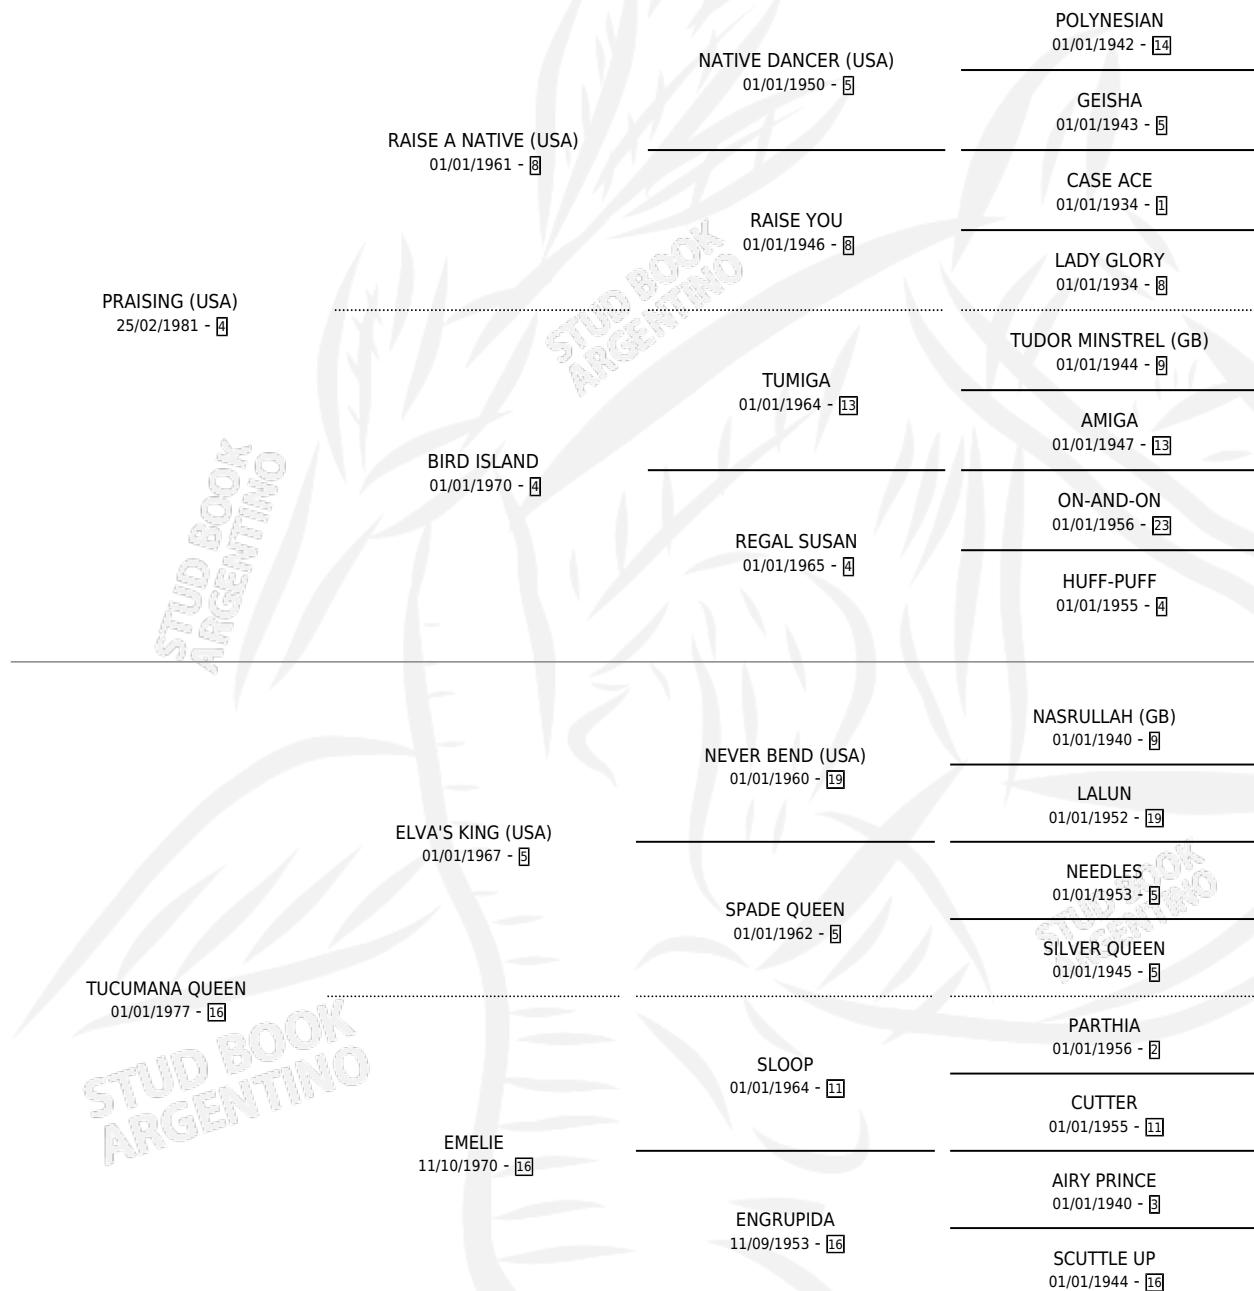 POLYNESIAN
01/01/1942 - 14
NATIVE DANCER (USA)
01/01/1950 - 5
GEISHA
01/01/1943 - 5
RAISE A NATIVE (USA)
01/01/1961 - 8
CASE ACE
01/01/1934 - 1
RAISE YOU
01/01/1946 - 8
LADY GLORY
01/01/1934 - 8
PRAISING (USA)
25/02/1981 - 4
STUD BOOK
ARGENTINO
TUDOR MINSTREL (GB)
01/01/1944 - 9
TUMIGA
01/01/1964 - 13
AMIGA
01/01/1947 - 13
BIRD ISLAND
01/01/1970 - 4
ON-AND-ON
01/01/1956 - 23
REGAL SUSAN
01/01/1965 - 4
HUFF-PUFF
01/01/1955 - 4
STUD BOOK
ARGENTINO
NASRULLAH (GB)
01/01/1940 - 9
NEVER BEND (USA)
01/01/1960 - 19
LALUN
01/01/1952 - 19
ELVA'S KING (USA)
01/01/1967 - 5
NEEDLES
01/01/1953 - 5
STUD BOOK
ARGENTINO
SPADE QUEEN
01/01/1962 - 5
SILVER QUEEN
01/01/1945 - 5
TUCUMANA QUEEN
01/01/1977 - 16
STUD BOOK
ARGENTINO
PARTHIA
01/01/1956 - 2
SLOOP
01/01/1964 - 11
CUTTER
01/01/1955 - 11
EMELIE
11/10/1970 - 16
AIRY PRINCE
01/01/1940 - 3
ENGRUPIDA
11/09/1953 - 16
SCUTTLE UP
01/01/1944 - 16